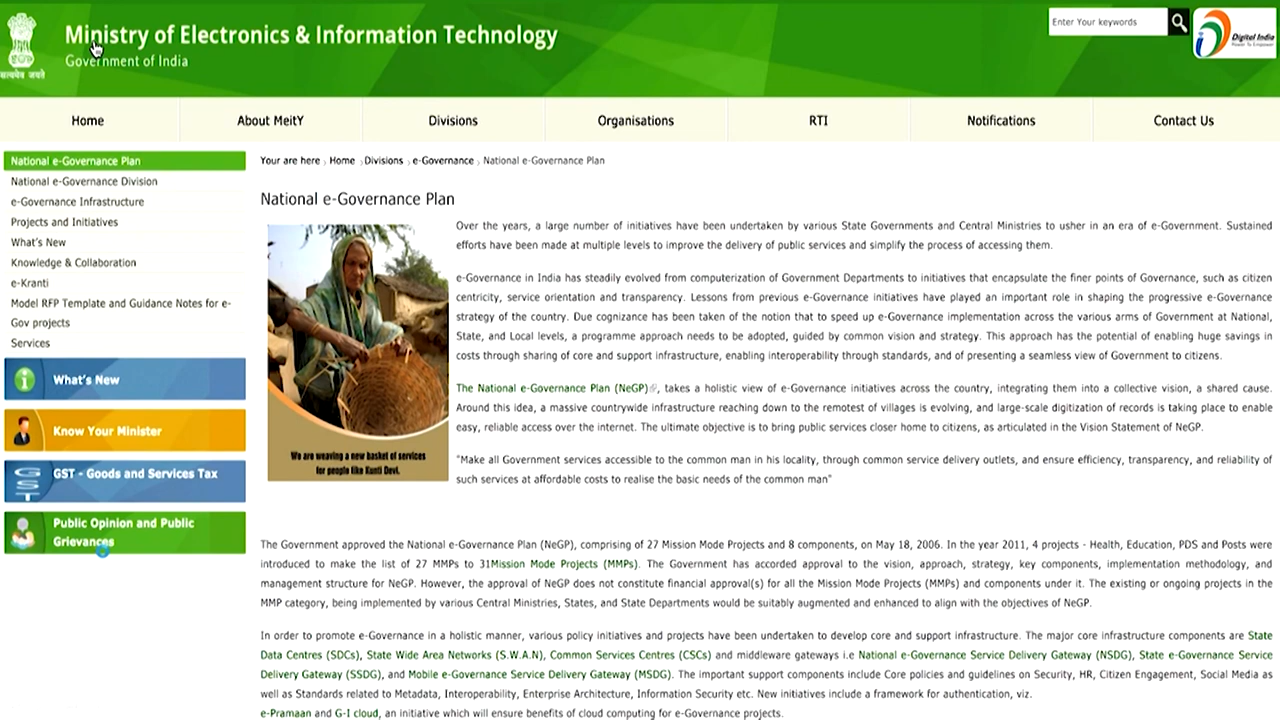 Ministry of Electronics & Information Technology
Government of India
सत्यमेव जयते
Enter Your keywords
Digital India
Power To Empower
Home
About MeitY
Divisions
Organisations
RTI
Notifications
Contact Us
National e-Governance Plan
National e-Governance Division
e-Governance Infrastructure
Projects and Initiatives
What's New
Knowledge & Collaboration
e-Kranti
Model RFP Template and Guidance Notes for e-
Gov projects
Services
What's New
Know Your Minister
GST
GST - Goods and Services Tax
Public Opinion and Public
Grievances
Your are here › Home › Divisions › e-Governance › National e-Governance Plan
National e-Governance Plan
We are weaving a new basket of services
for people like Kunti Devi.
Over the years, a large number of initiatives have been undertaken by various State Governments and Central Ministries to usher in an era of e-Government. Sustained
efforts have been made at multiple levels to improve the delivery of public services and simplify the process of accessing them.
e-Governance in India has steadily evolved from computerization of Government Departments to initiatives that encapsulate the finer points of Governance, such as citizen
centricity, service orientation and transparency. Lessons from previous e-Governance initiatives have played an important role in shaping the progressive e-Governance
strategy of the country. Due cognizance has been taken of the notion that to speed up e-Governance implementation across the various arms of Government at National,
State, and Local levels, a programme approach needs to be adopted, guided by common vision and strategy. This approach has the potential of enabling huge savings in
costs through sharing of core and support infrastructure, enabling interoperability through standards, and of presenting a seamless view of Government to citizens.
The National e-Governance Plan (NeGP), takes a holistic view of e-Governance initiatives across the country, integrating them into a collective vision, a shared cause.
Around this idea, a massive countrywide infrastructure reaching down to the remotest of villages is evolving, and large-scale digitization of records is taking place to enable
easy, reliable access over the internet. The ultimate objective is to bring public services closer home to citizens, as articulated in the Vision Statement of NeGP.
"Make all Government services accessible to the common man in his locality, through common service delivery outlets, and ensure efficiency, transparency, and reliability of
such services at affordable costs to realise the basic needs of the common man"
The Government approved the National e-Governance Plan (NeGP), comprising of 27 Mission Mode Projects and 8 components, on May 18, 2006. In the year 2011, 4 projects - Health, Education, PDS and Posts were
introduced to make the list of 27 MMPs to 31Mission Mode Projects (MMPs). The Government has accorded approval to the vision, approach, strategy, key components, implementation methodology, and
management structure for NeGP. However, the approval of NeGP does not constitute financial approval(s) for all the Mission Mode Projects (MMPs) and components under it. The existing or ongoing projects in the
MMP category, being implemented by various Central Ministries, States, and State Departments would be suitably augmented and enhanced to align with the objectives of NeGP.
In order to promote e-Governance in a holistic manner, various policy initiatives and projects have been undertaken to develop core and support infrastructure. The major core infrastructure components are State
Data Centres (SDCs), State Wide Area Networks (S.W.A.N), Common Services Centres (CSCs) and middleware gateways i.e National e-Governance Service Delivery Gateway (NSDG), State e-Governance Service
Delivery Gateway (SSDG), and Mobile e-Governance Service Delivery Gateway (MSDG). The important support components include Core policies and guidelines on Security, HR, Citizen Engagement, Social Media as
well as Standards related to Metadata, Interoperability, Enterprise Architecture, Information Security etc. New initiatives include a framework for authentication, viz.
e-Pramaan and G-I cloud, an initiative which will ensure benefits of cloud computing for e-Governance projects.